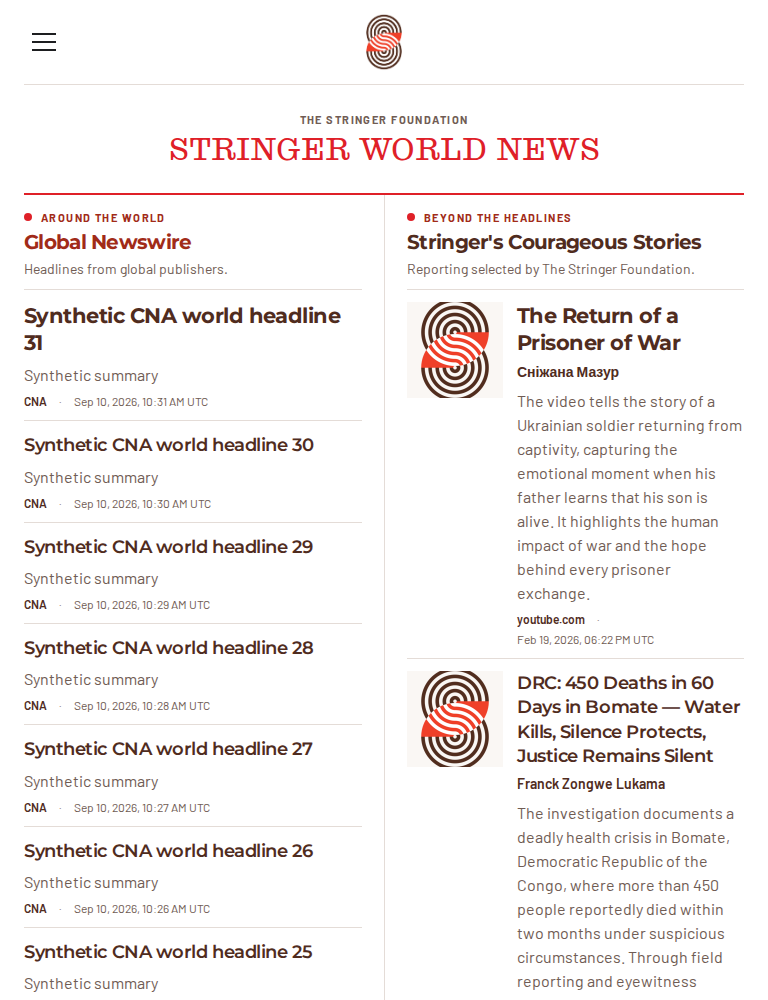 THE STRINGER FOUNDATION
STRINGER WORLD NEWS
AROUND THE WORLD
Global Newswire
Headlines from global publishers.
Synthetic CNA world headline
31
Synthetic summary
CNA · Sep 10, 2026, 10:31 AM UTC
Synthetic CNA world headline 30
Synthetic summary
CNA · Sep 10, 2026, 10:30 AM UTC
Synthetic CNA world headline 29
Synthetic summary
CNA · Sep 10, 2026, 10:29 AM UTC
Synthetic CNA world headline 28
Synthetic summary
CNA · Sep 10, 2026, 10:28 AM UTC
Synthetic CNA world headline 27
Synthetic summary
CNA · Sep 10, 2026, 10:27 AM UTC
Synthetic CNA world headline 26
Synthetic summary
CNA · Sep 10, 2026, 10:26 AM UTC
Synthetic CNA world headline 25
Synthetic summary
BEYOND THE HEADLINES
Stringer's Courageous Stories
Reporting selected by The Stringer Foundation.
The Return of a
Prisoner of War
Сніжана Мазур
The video tells the story of a
Ukrainian soldier returning from
captivity, capturing the
emotional moment when his
father learns that his son is
alive. It highlights the human
impact of war and the hope
behind every prisoner
exchange.
youtube.com ·
Feb 19, 2026, 06:22 PM UTC
DRC: 450 Deaths in 60
Days in Bomate — Water
Kills, Silence Protects,
Justice Remains Silent
Franck Zongwe Lukama
The investigation documents a
deadly health crisis in Bomate,
Democratic Republic of the
Congo, where more than 450
people reportedly died within
two months under suspicious
circumstances. Through field
reporting and eyewitness